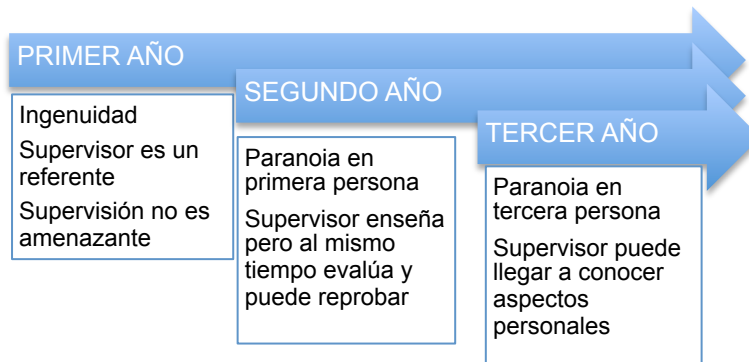 PRIMER AÑO
Ingenuidad
Supervisor es un
referente
Supervisión no es
amenazante
SEGUNDO AÑO
Paranoia en
primera persona
Supervisor enseña
pero al mismo
tiempo evalúa y
puede reprobar
TERCER AÑO
Paranoia en
tercera persona
Supervisor puede
llegar a conocer
aspectos
personales